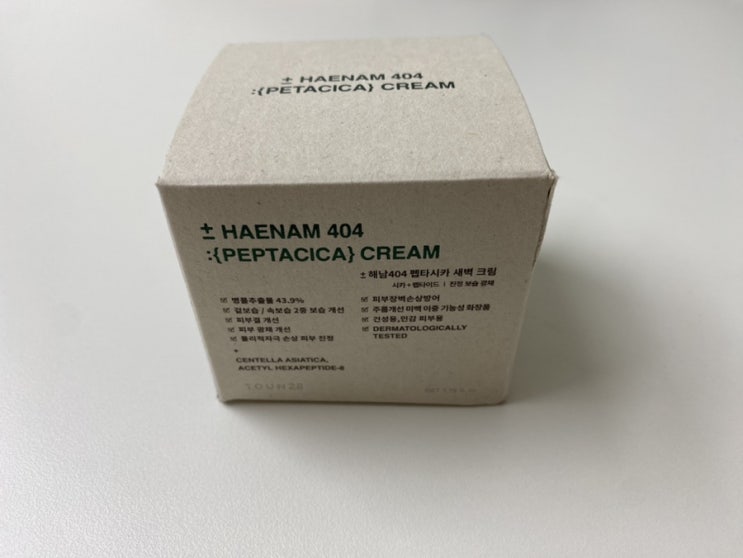 ± HAENAM 404
:{PETACICA} CREAM
± HAENAM 404
:{PEPTACICA} CREAM
± 해남404 펩타시카 새벽 크림
시카+펩타이드 | 진정 보습 광채
☑ 병풀추출물 43.9%
☑ 겉보습 / 속보습 2중 보습 개선
☑ 피부결 개선
☑ 피부 광채 개선
☑ 물리적자극 손상 피부 진정
☑ 피부장벽손상방어
☑ 주름개선 미백 이중 기능성 화장품
☑ 건성용,민감 피부용
☑ DERMATOLOGICALLY
TESTED
+
CENTELLA ASIATICA,
ACETYL HEXAPEPTIDE-8
TOUN28